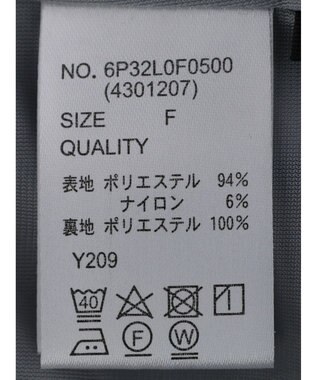 NO. 6P32L0F0500
(4301207)
SIZE F
QUALITY
表地 ポリエステル 94%
ナイロン 6%
裏地 ポリエステル 100%
Y209
40
F W